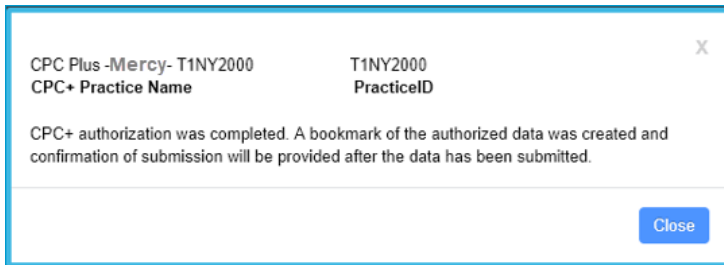 X
CPC Plus -Mercy- T1NY2000 T1NY2000
CPC+ Practice Name PracticeID
CPC+ authorization was completed. A bookmark of the authorized data was created and
confirmation of submission will be provided after the data has been submitted.
Close